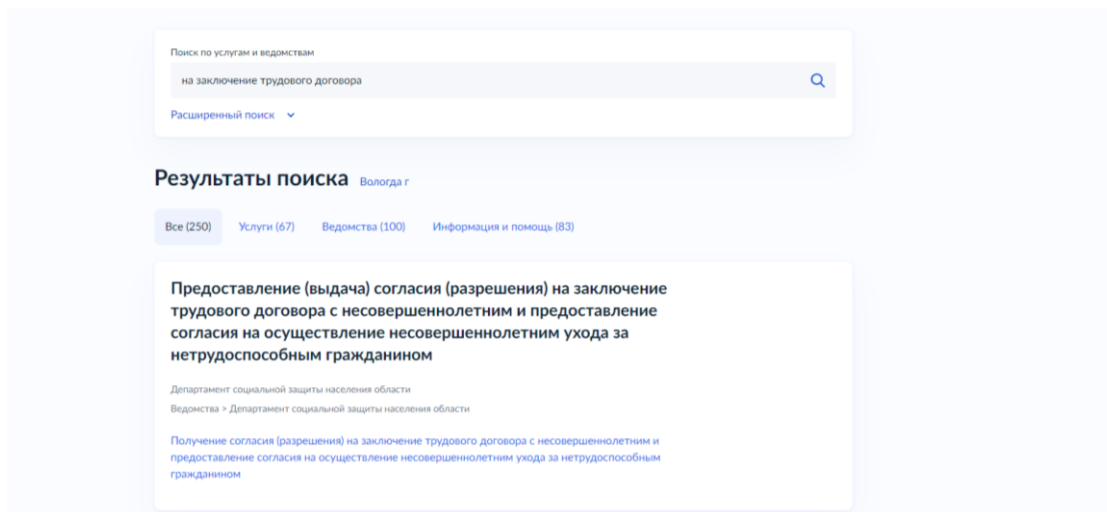 Поиск по услугам и ведомствам
на заключение трудового договора
Расширенный поиск
Результаты поиска Вологда г
Все (250) Услуги (67) Ведомства (100) Информация и помощь (83)
Предоставление (выдача) согласия (разрешения) на заключение
трудового договора с несовершеннолетним и предоставление
согласия на осуществление несовершеннолетним ухода за
нетрудоспособным гражданином
Департамент социальной защиты населения области
Ведомства > Департамент социальной защиты населения области
Получение согласия (разрешения) на заключение трудового договора с несовершеннолетним и
предоставление согласия на осуществление несовершеннолетним ухода за нетрудоспособным
гражданином